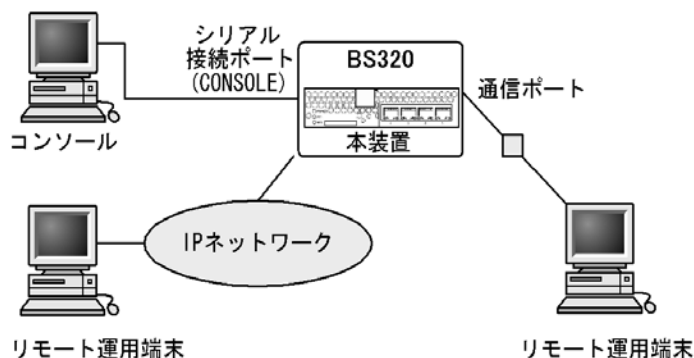 シリアル
接続ポート
(CONSOLE)
BS320
通信ポート
本装置
コンソール
IPネットワーク
リモート運用端末
リモート運用端末